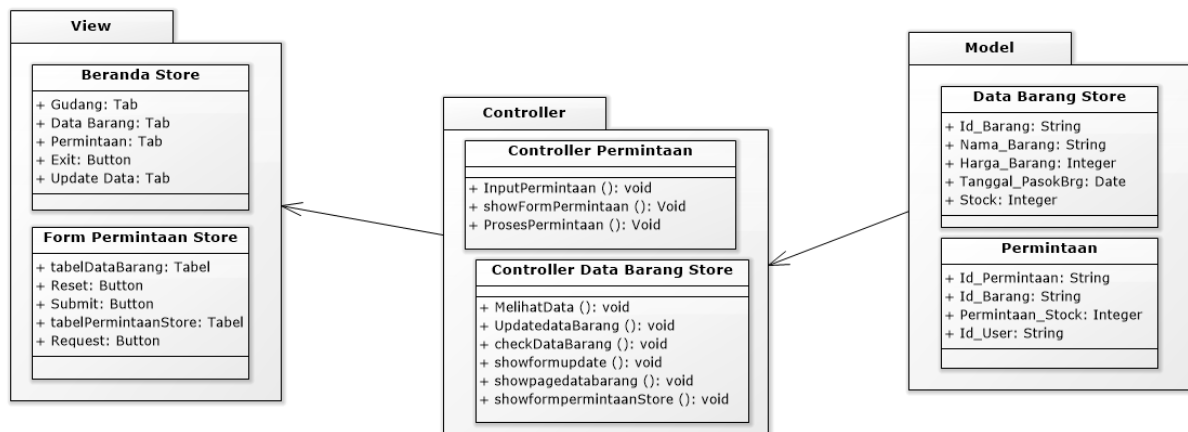 View
Beranda Store
+ Gudang: Tab
+ Data Barang: Tab
+ Permintaan: Tab
+ Exit: Button
+ Update Data: Tab
Form Permintaan Store
+ tabelDataBarang: Tabel
+ Reset: Button
+ Submit: Button
+ tabelPermintaanStore: Tabel
+ Request: Button
Controller
Controller Permintaan
+ InputPermintaan (): void
+ showFormPermintaan (): Void
+ ProsesPermintaan (): Void
Controller Data Barang Store
+ MelihatData (): void
+ UpdatedataBarang (): void
+ checkDataBarang (): void
+ showformupdate (): void
+ showpagedatabarang (): void
+ showformpermintaanStore (): void
Model
Data Barang Store
+ Id_Barang: String
+ Nama_Barang: String
+ Harga_Barang: Integer
+ Tanggal_PasokBrg: Date
+ Stock: Integer
Permintaan
+ Id_Permintaan: String
+ Id_Barang: String
+ Permintaan_Stock: Integer
+ Id_User: String